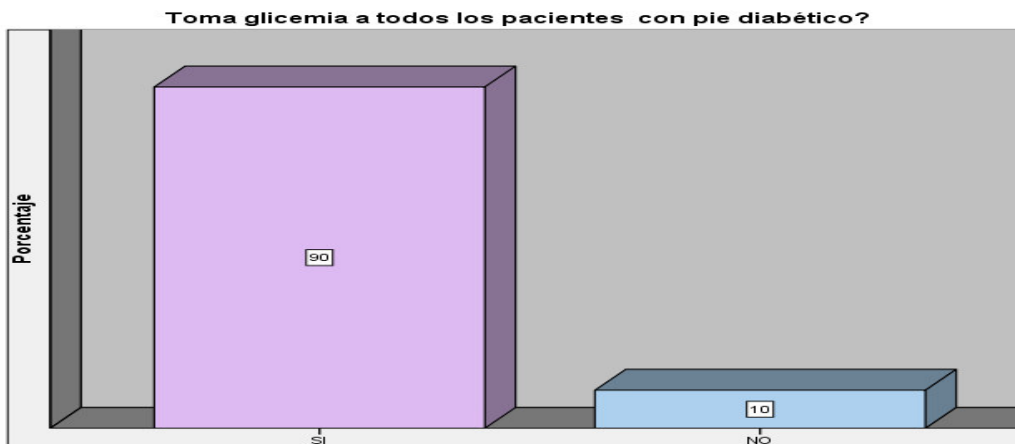 Toma glicemia a todos los pacientes  con pie diabético?
Porcentaje
90
10
SI
NO